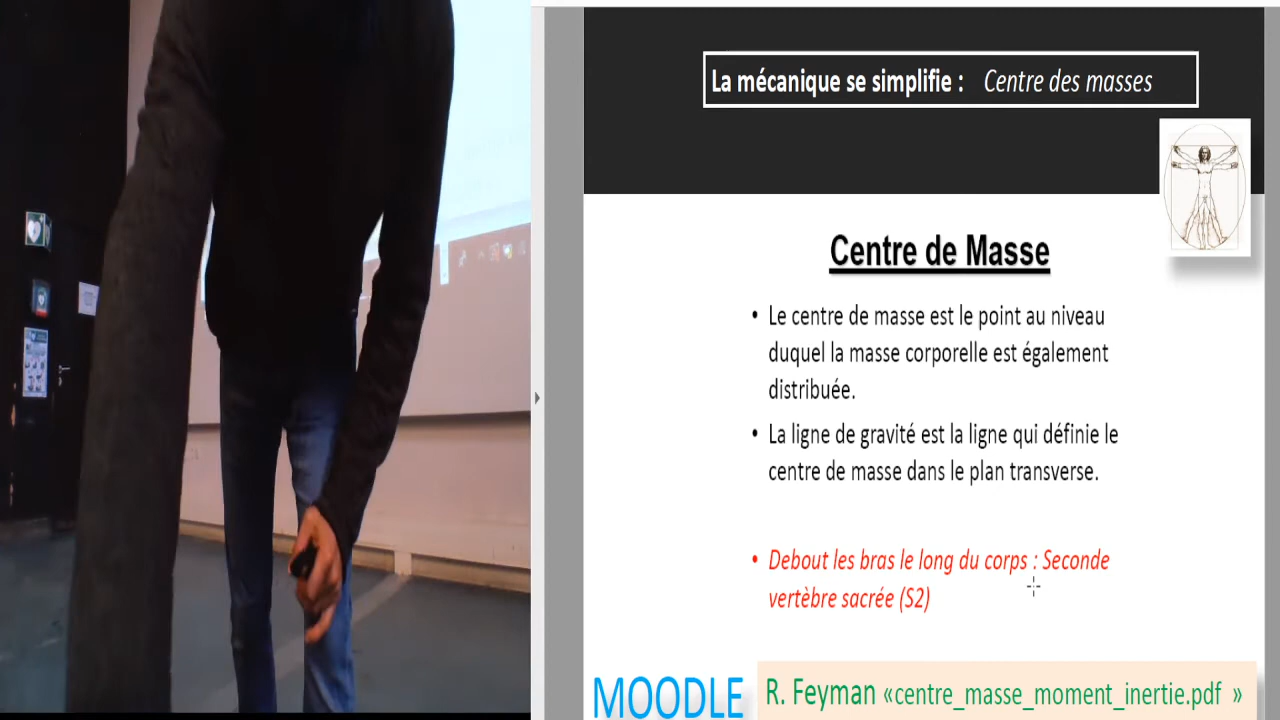 La mécanique se simplifie : Centre des masses
Centre de Masse
• Le centre de masse est le point au niveau
duquel la masse corporelle est également
distribuée.
• La ligne de gravité est la ligne qui définie le
centre de masse dans le plan transverse.
• Debout les bras le long du corps : Seconde
vertèbre sacrée (S2)
MOODLE
R. Feyman «centre_masse_moment_inertie.pdf »